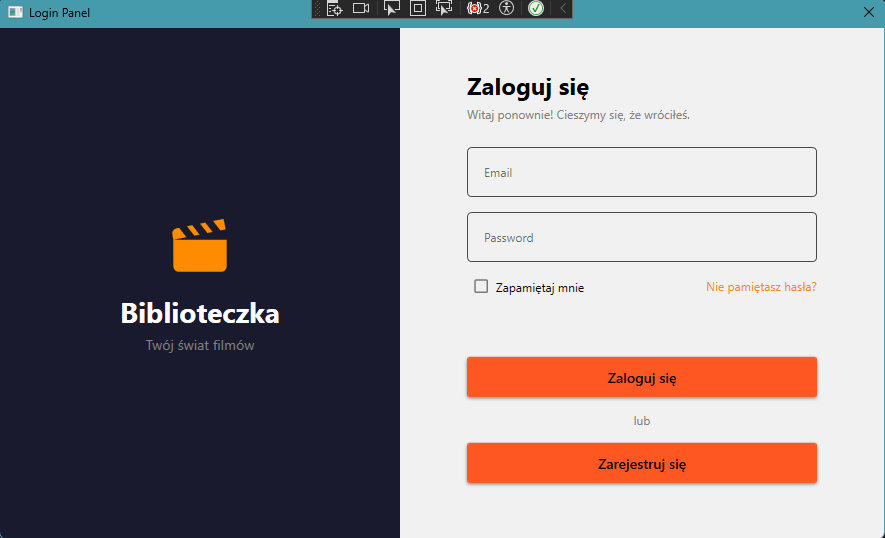 Login Panel
2
Biblioteczka
Twój świat filmów
Zaloguj się
Witaj ponownie! Cieszymy się, że wróciłeś.
Email
Password
Zapamiętaj mnie
Nie pamiętasz hasła?
Zaloguj się
lub
Zarejestruj się